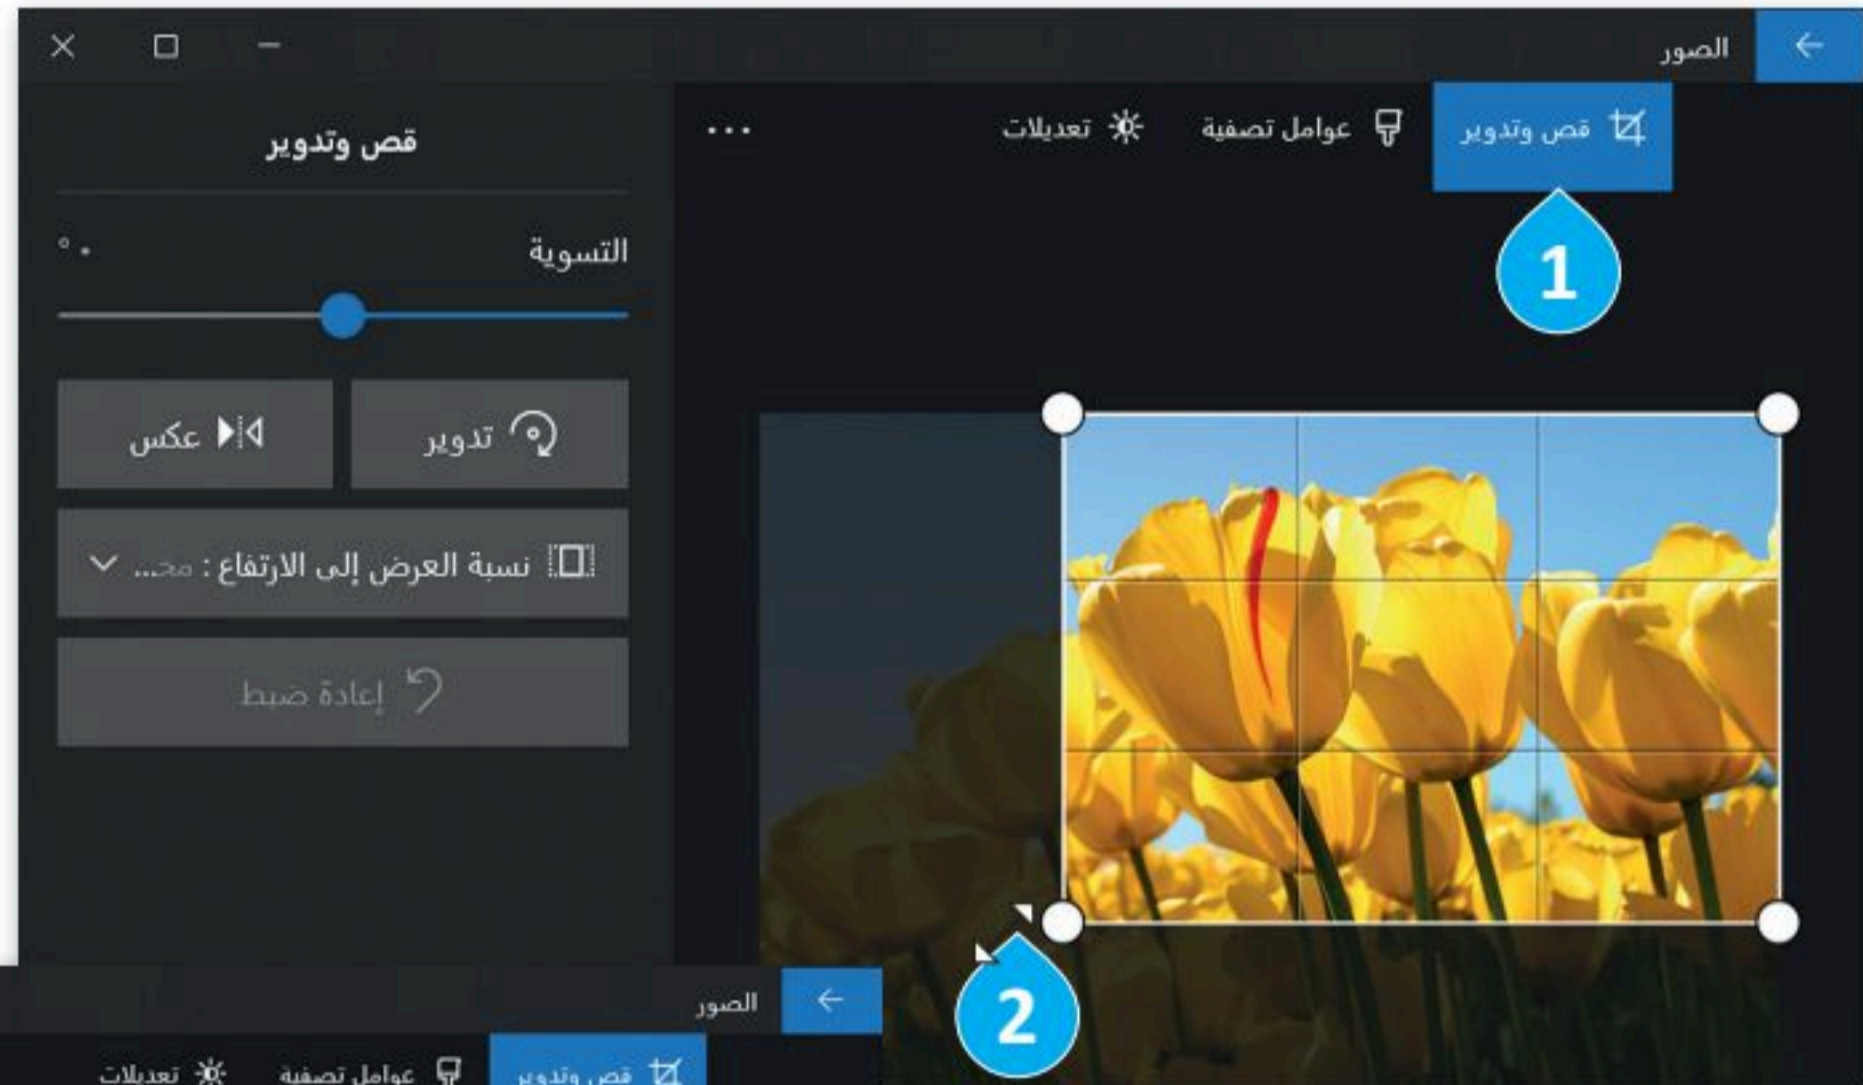 الصور
قص وتدوير
عوامل تصفية
تعديلات
...
1
قص وتدوير
التسوية
٠°
تدوير
عكس
نسبة العرض إلى الارتفاع : مخـ...
إعادة ضبط
2
الصور
قص وتدوير
عوامل تصفية
تعديلات